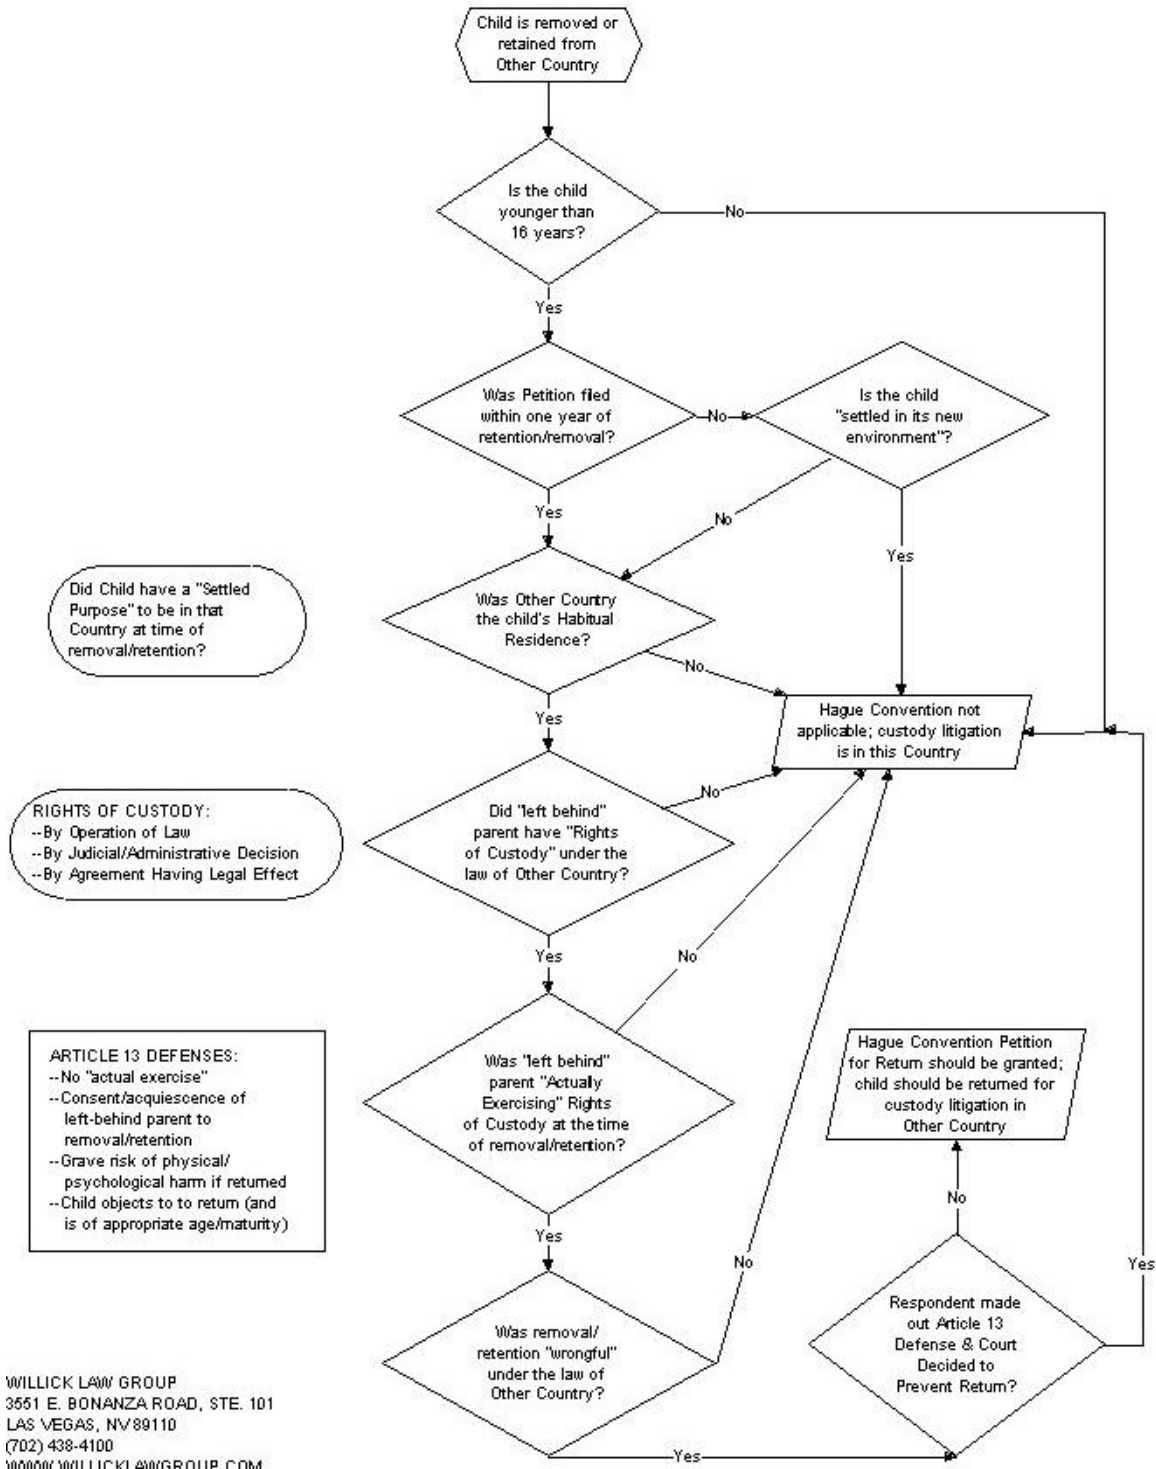 Child is removed or
retained from
Other Country
Is the child
younger than
16 years?
No
Yes
Was Petition filed
within one year of
retention/removal?
No
Is the child
"settled in its new
environment"?
Yes
No
Yes
Did Child have a "Settled
Purpose" to be in that
Country at time of
removal/retention?
Was Other Country
the child's Habitual
Residence?
No
Yes
Hague Convention not
applicable; custody litigation
is in this Country
RIGHTS OF CUSTODY:
--By Operation of Law
--By Judicial/Administrative Decision
--By Agreement Having Legal Effect
Did "left behind"
parent have "Rights
of Custody" under the
law of Other Country?
No
Yes
No
ARTICLE 13 DEFENSES:
--No "actual exercise"
--Consent/acquiescence of
left-behind parent to
removal/retention
--Grave risk of physical/
psychological harm if returned
--Child objects to to return (and
is of appropriate age/maturity)
Was "left behind"
parent "Actually
Exercising" Rights
of Custody at the time
of removal/retention?
Hague Convention Petition
for Return should be granted;
child should be returned for
custody litigation in
Other Country
No
Yes
No
Yes
Was removal/
retention "wrongful"
under the law of
Other Country?
Respondent made
out Article 13
Defense & Court
Decided to
Prevent Return?
Yes
WILLICK LAW GROUP
3551 E. BONANZA ROAD, STE. 101
LAS VEGAS, NV 89110
(702) 438-4100
WWW.WILLICKLAWGROUP.COM